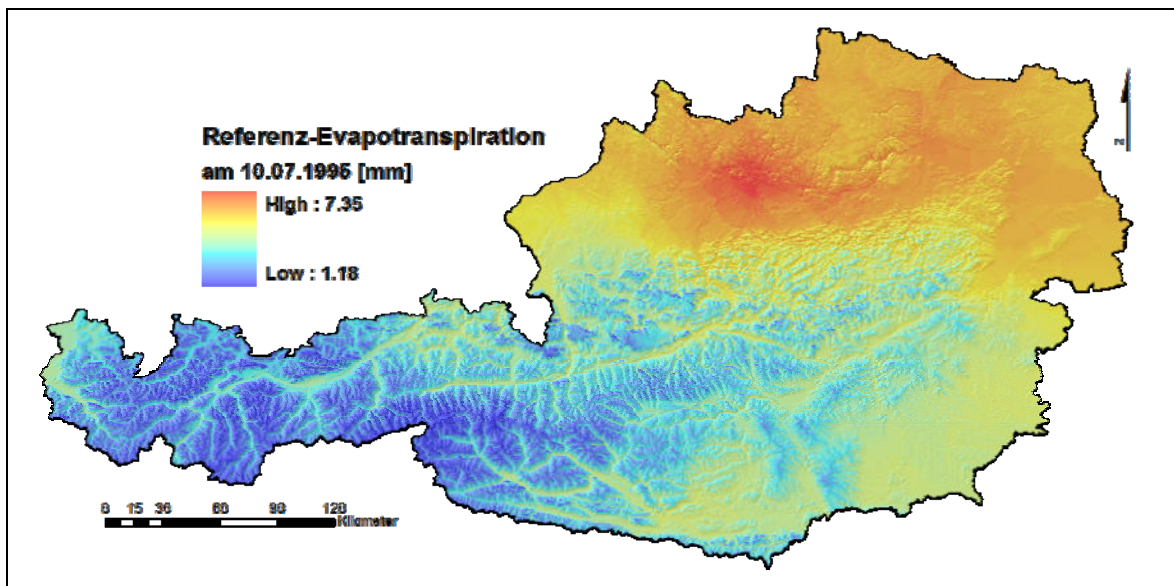 Referenz-Evapotranspiration
am 10.07.1995 [mm]
High : 7.35
Low : 1.18
N
0 15 30 60 90 120
Kilometer